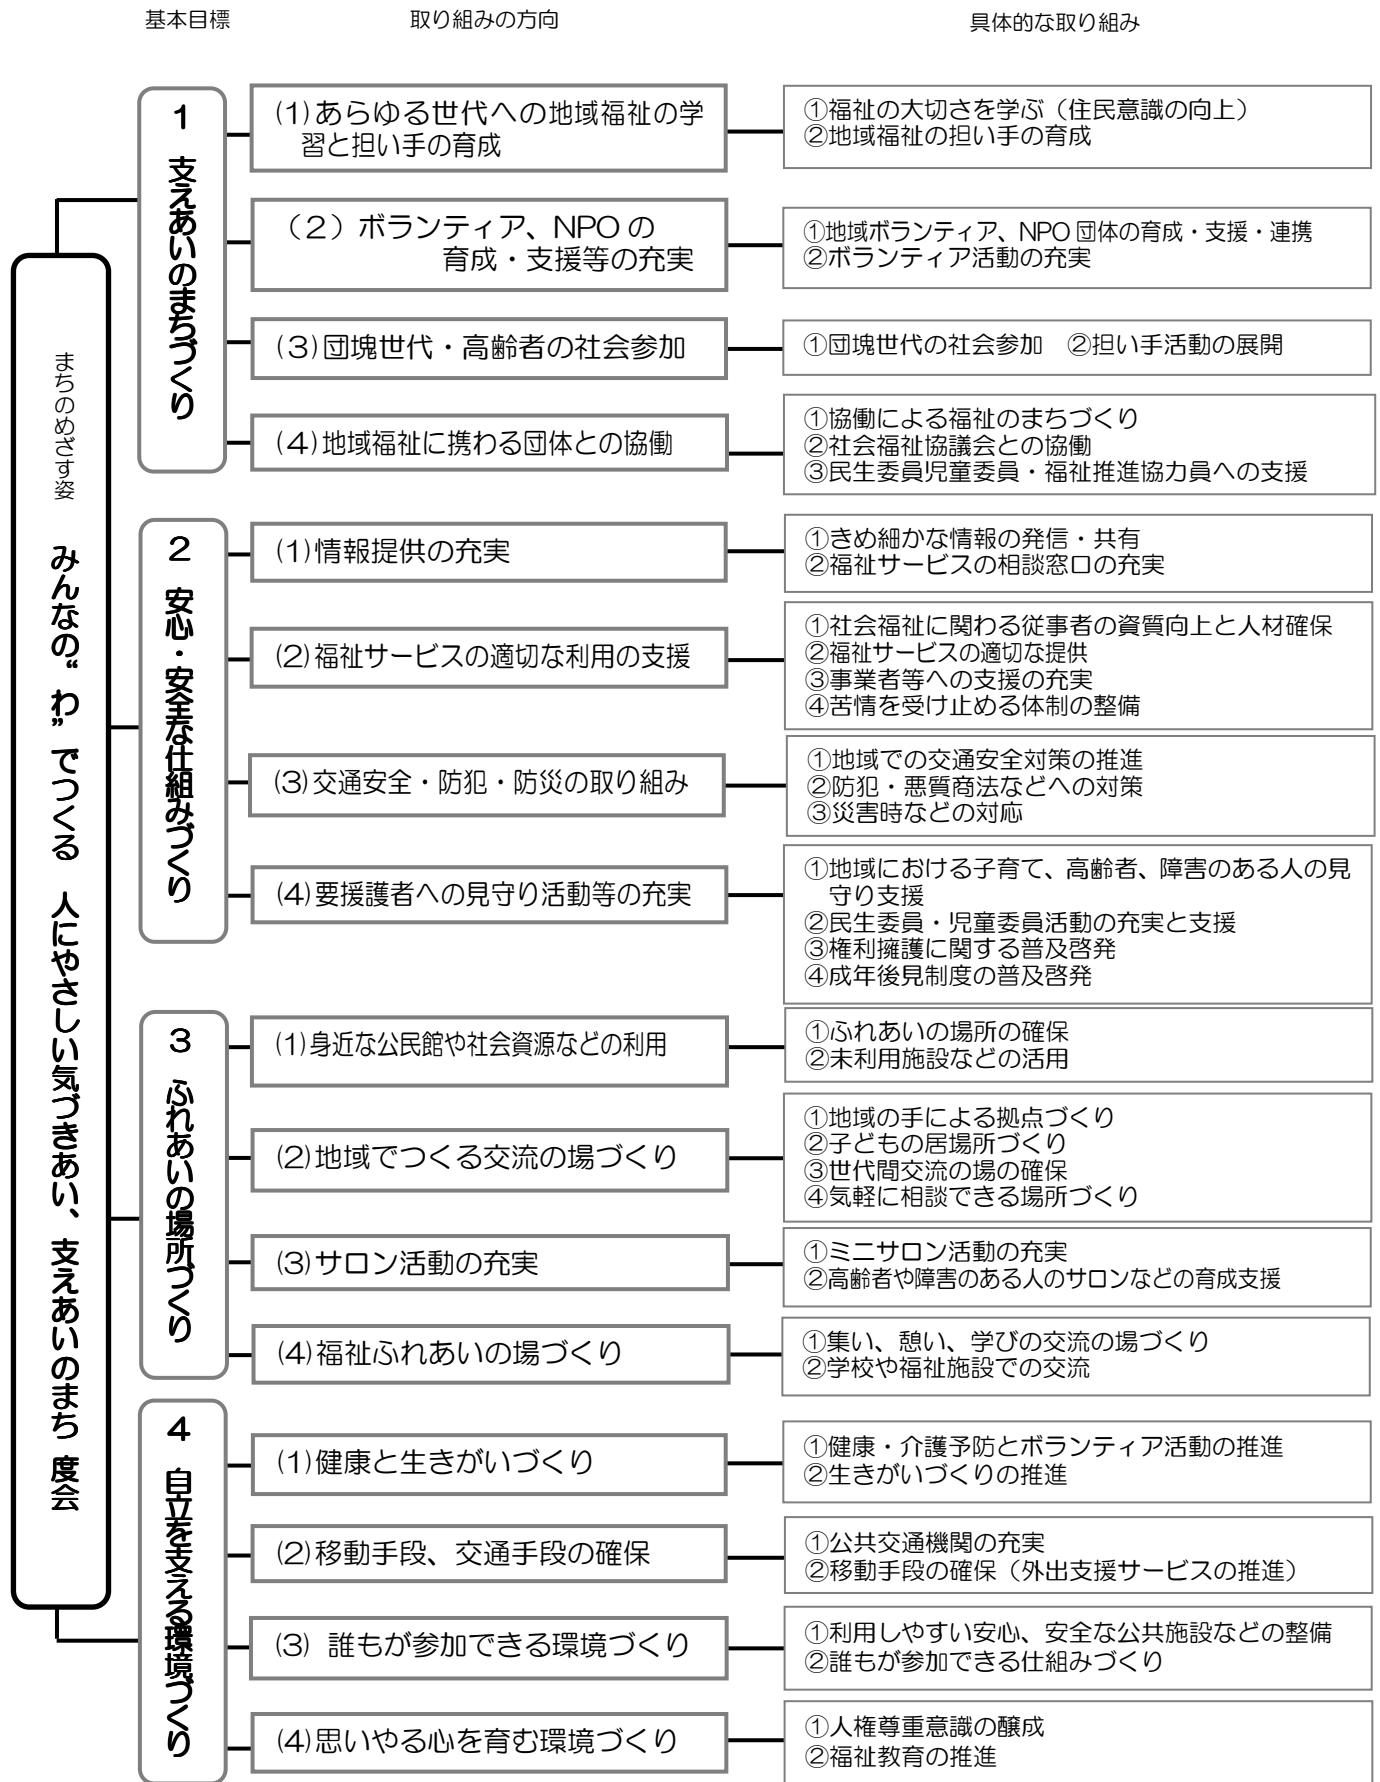 基本目標
取り組みの方向
具体的な取り組み
まちのめざす姿 みんなの“わ”でつくる 人にやさしい気づきあい、支えあいのまち 度会
1 支えあいのまちづくり
(1)あらゆる世代への地域福祉の学
習と担い手の育成
①福祉の大切さを学ぶ（住民意識の向上）
②地域福祉の担い手の育成
（２）ボランティア、NPO の
育成・支援等の充実
①地域ボランティア、NPO 団体の育成・支援・連携
②ボランティア活動の充実
(3)団塊世代・高齢者の社会参加
①団塊世代の社会参加 ②担い手活動の展開
(4)地域福祉に携わる団体との協働
①協働による福祉のまちづくり
②社会福祉協議会との協働
③民生委員児童委員・福祉推進協力員への支援
2 安心・安全な仕組みづくり
(1)情報提供の充実
①きめ細かな情報の発信・共有
②福祉サービスの相談窓口の充実
(2)福祉サービスの適切な利用の支援
①社会福祉に関わる従事者の資質向上と人材確保
②福祉サービスの適切な提供
③事業者等への支援の充実
④苦情を受け止める体制の整備
(3)交通安全・防犯・防災の取り組み
①地域での交通安全対策の推進
②防犯・悪質商法などへの対策
③災害時などの対応
(4)要援護者への見守り活動等の充実
①地域における子育て、高齢者、障害のある人の見
守り支援
②民生委員・児童委員活動の充実と支援
③権利擁護に関する普及啓発
④成年後見制度の普及啓発
3 ふれあいの場所づくり
(1)身近な公民館や社会資源などの利用
①ふれあいの場所の確保
②未利用施設などの活用
(2)地域でつくる交流の場づくり
①地域の手による拠点づくり
②子どもの居場所づくり
③世代間交流の場の確保
④気軽に相談できる場所づくり
(3)サロン活動の充実
①ミニサロン活動の充実
②高齢者や障害のある人のサロンなどの育成支援
(4)福祉ふれあいの場づくり
①集い、憩い、学びの交流の場づくり
②学校や福祉施設での交流
4 自立を支える環境づくり
(1)健康と生きがいづくり
①健康・介護予防とボランティア活動の推進
②生きがいづくりの推進
(2)移動手段、交通手段の確保
①公共交通機関の充実
②移動手段の確保（外出支援サービスの推進）
(3) 誰もが参加できる環境づくり
①利用しやすい安心、安全な公共施設などの整備
②誰もが参加できる仕組みづくり
(4)思いやる心を育む環境づくり
①人権尊重意識の醸成
②福祉教育の推進